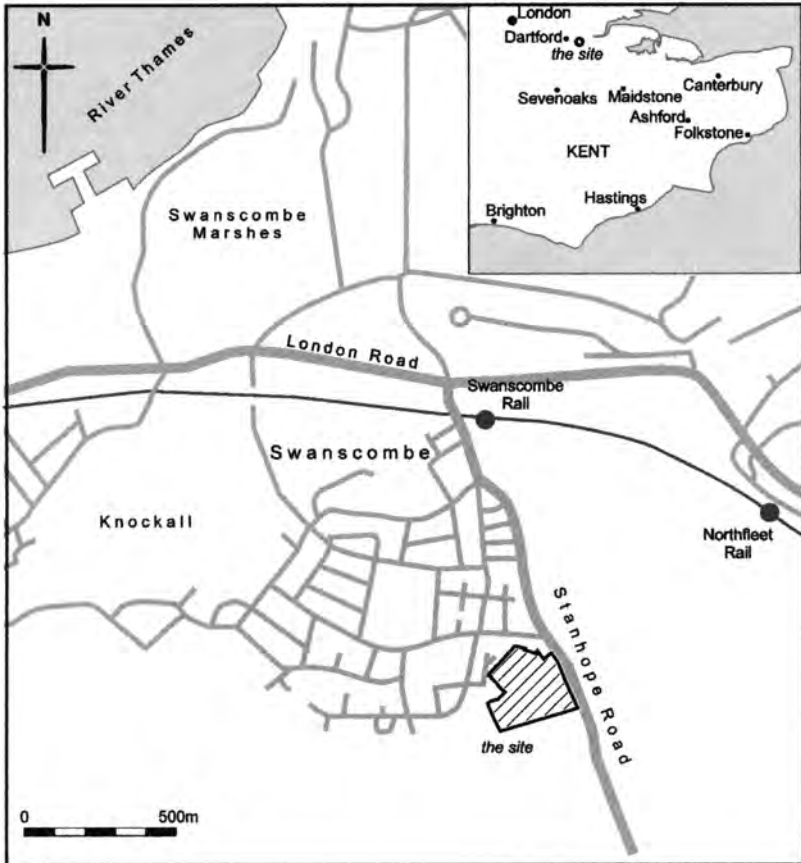 N
River Thames
Swanscombe
Marshes
London Road
Swanscombe
Rail
Swanscombe
Knockall
Northfleet
Rail
Stanhope Road
the site
0
500m
London
Dartford
the site
Sevenoaks
Maidstone
Canterbury
Ashford
Folkstone
KENT
Hastings
Brighton